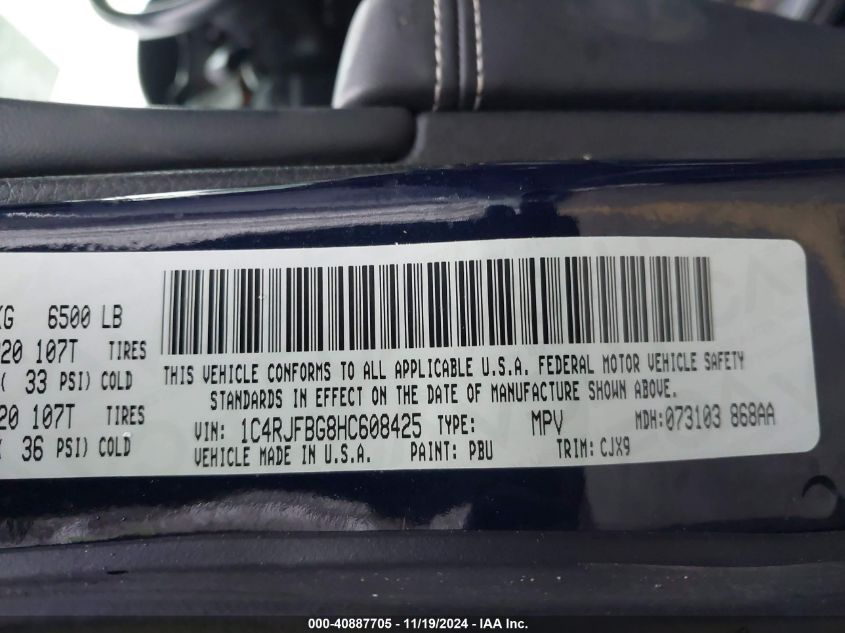 KG 6500 LB
20 107T TIRES
( 33 PSI) COLD
20 107T TIRES
( 36 PSI) COLD
THIS VEHICLE CONFORMS TO ALL APPLICABLE U.S.A. FEDERAL MOTOR VEHICLE SAFETY
STANDARDS IN EFFECT ON THE DATE OF MANUFACTURE SHOWN ABOVE.
VIN: 1C4RJFBG8HC608425 TYPE: MPV MDH:073103 868AA
VEHICLE MADE IN U.S.A. PAINT: PBU TRIM: CJX9
000-40887705 - 11/19/2024 - IAA Inc.